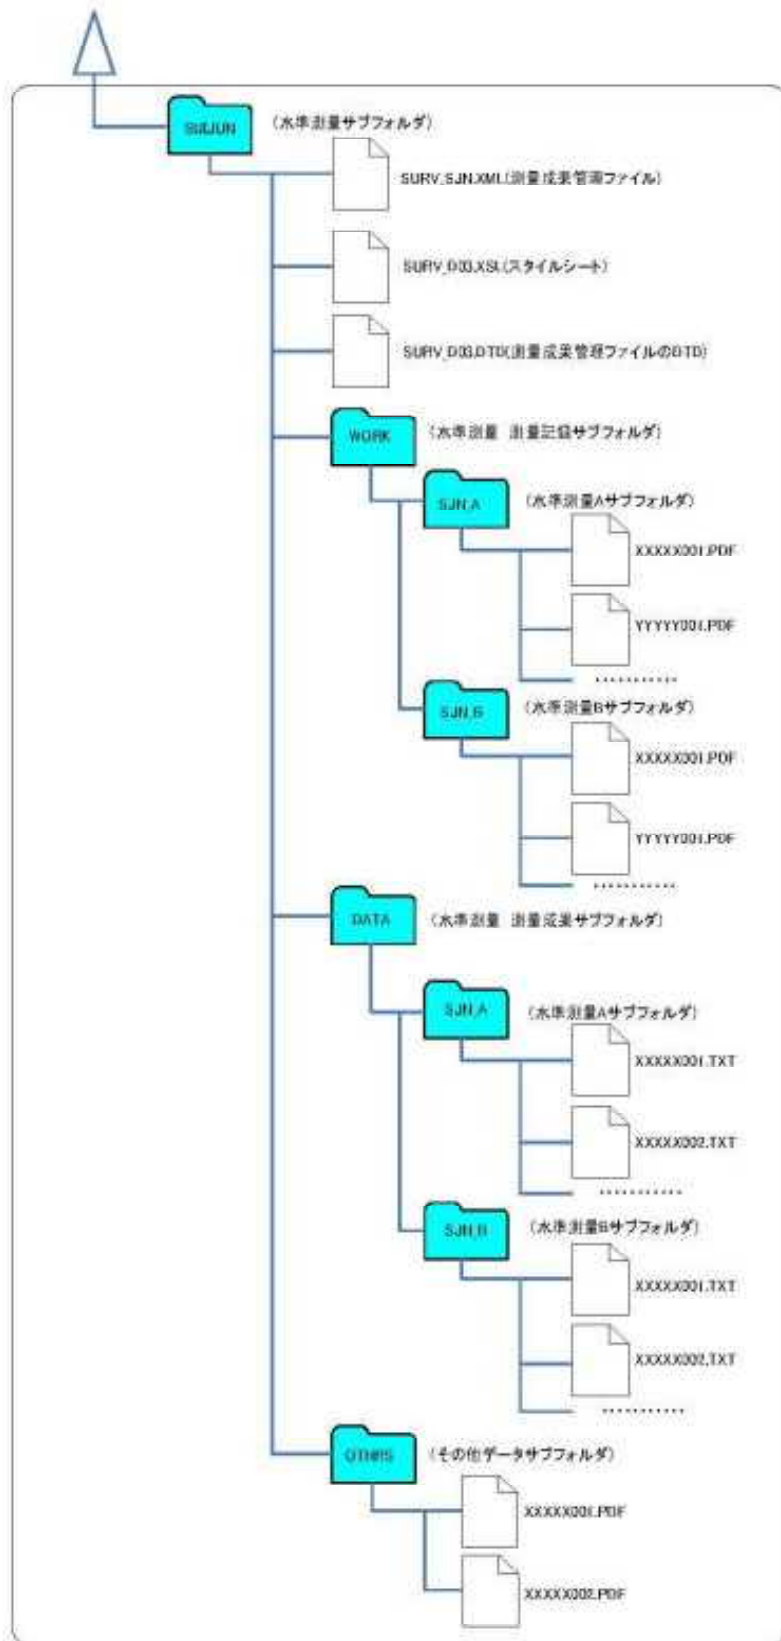 SUIJUN
（水準測量サブフォルダ）
SURV_SJN.XML(測量成果管理ファイル)
SURV_D03.XSL(スタイルシート)
SURV_D03.DTD(測量成果管理ファイルのDTD)
WORK
（水準測量　測量記録サブフォルダ）
SJN_A
（水準測量Aサブフォルダ）
XXXXX001.PDF
YYYYY001.PDF
............
SJN_B
（水準測量Bサブフォルダ）
XXXXX001.PDF
YYYYY001.PDF
............
DATA
（水準測量　測量成果サブフォルダ）
SJN_A
（水準測量Aサブフォルダ）
XXXXX001.TXT
XXXXX002.TXT
............
SJN_B
（水準測量Bサブフォルダ）
XXXXX001.TXT
XXXXX002.TXT
............
OTHRS
（その他データサブフォルダ）
XXXXX001.PDF
XXXXX002.PDF